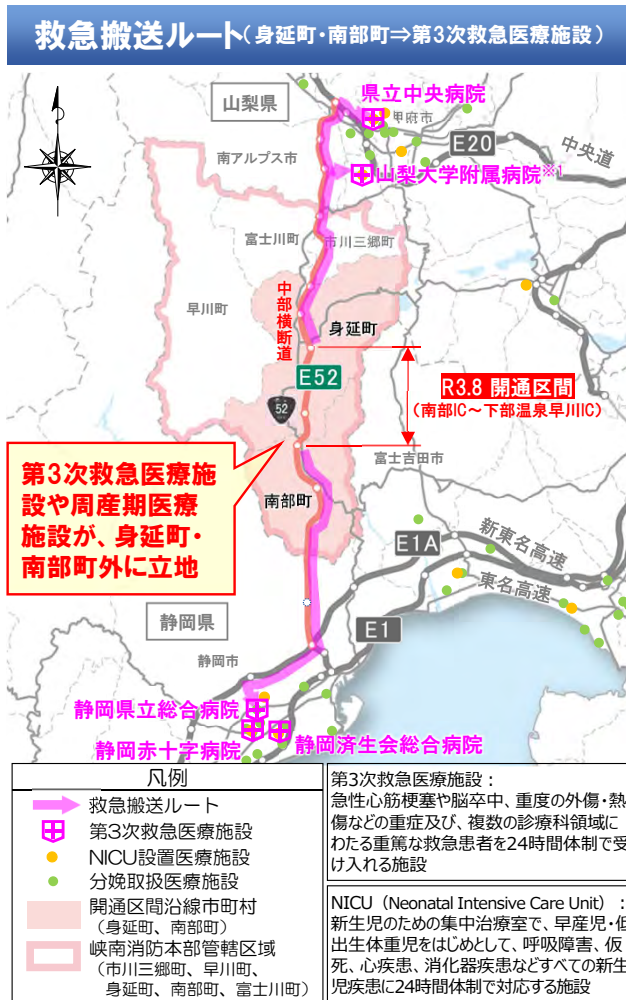 救急搬送ルート(身延町・南部町⇒第3次救急医療施設)
県立中央病院
山梨県
甲府市
E20
中央道
南アルプス市
山梨大学附属病院※1
富士川町
市川三郷町
早川町
中部横断道
身延町
E52
R3.8 開通区間
(南部IC～下部温泉早川IC)
52
富士吉田市
第3次救急医療施
設や周産期医療
施設が、身延町・
南部町外に立地
南部町
E1A
新東名高速
東名高速
静岡県
E1
静岡市
静岡県立総合病院
静岡赤十字病院
静岡済生会総合病院
凡例
救急搬送ルート
第3次救急医療施設
NICU設置医療施設
分娩取扱医療施設
開通区間沿線市町村
(身延町、南部町)
峡南消防本部管轄区域
(市川三郷町、早川町、
身延町、南部町、富士川町)
第3次救急医療施設：
急性心筋梗塞や脳卒中、重度の外傷・熱
傷などの重症及び、複数の診療科領域に
わたる重篤な救急患者を24時間体制で受
け入れる施設
NICU（Neonatal Intensive Care Unit）：
新生児のための集中治療室で、早産児・低
出生体重児をはじめとして、呼吸障害、仮
死、心疾患、消化器疾患などすべての新生
児疾患に24時間体制で対応する施設